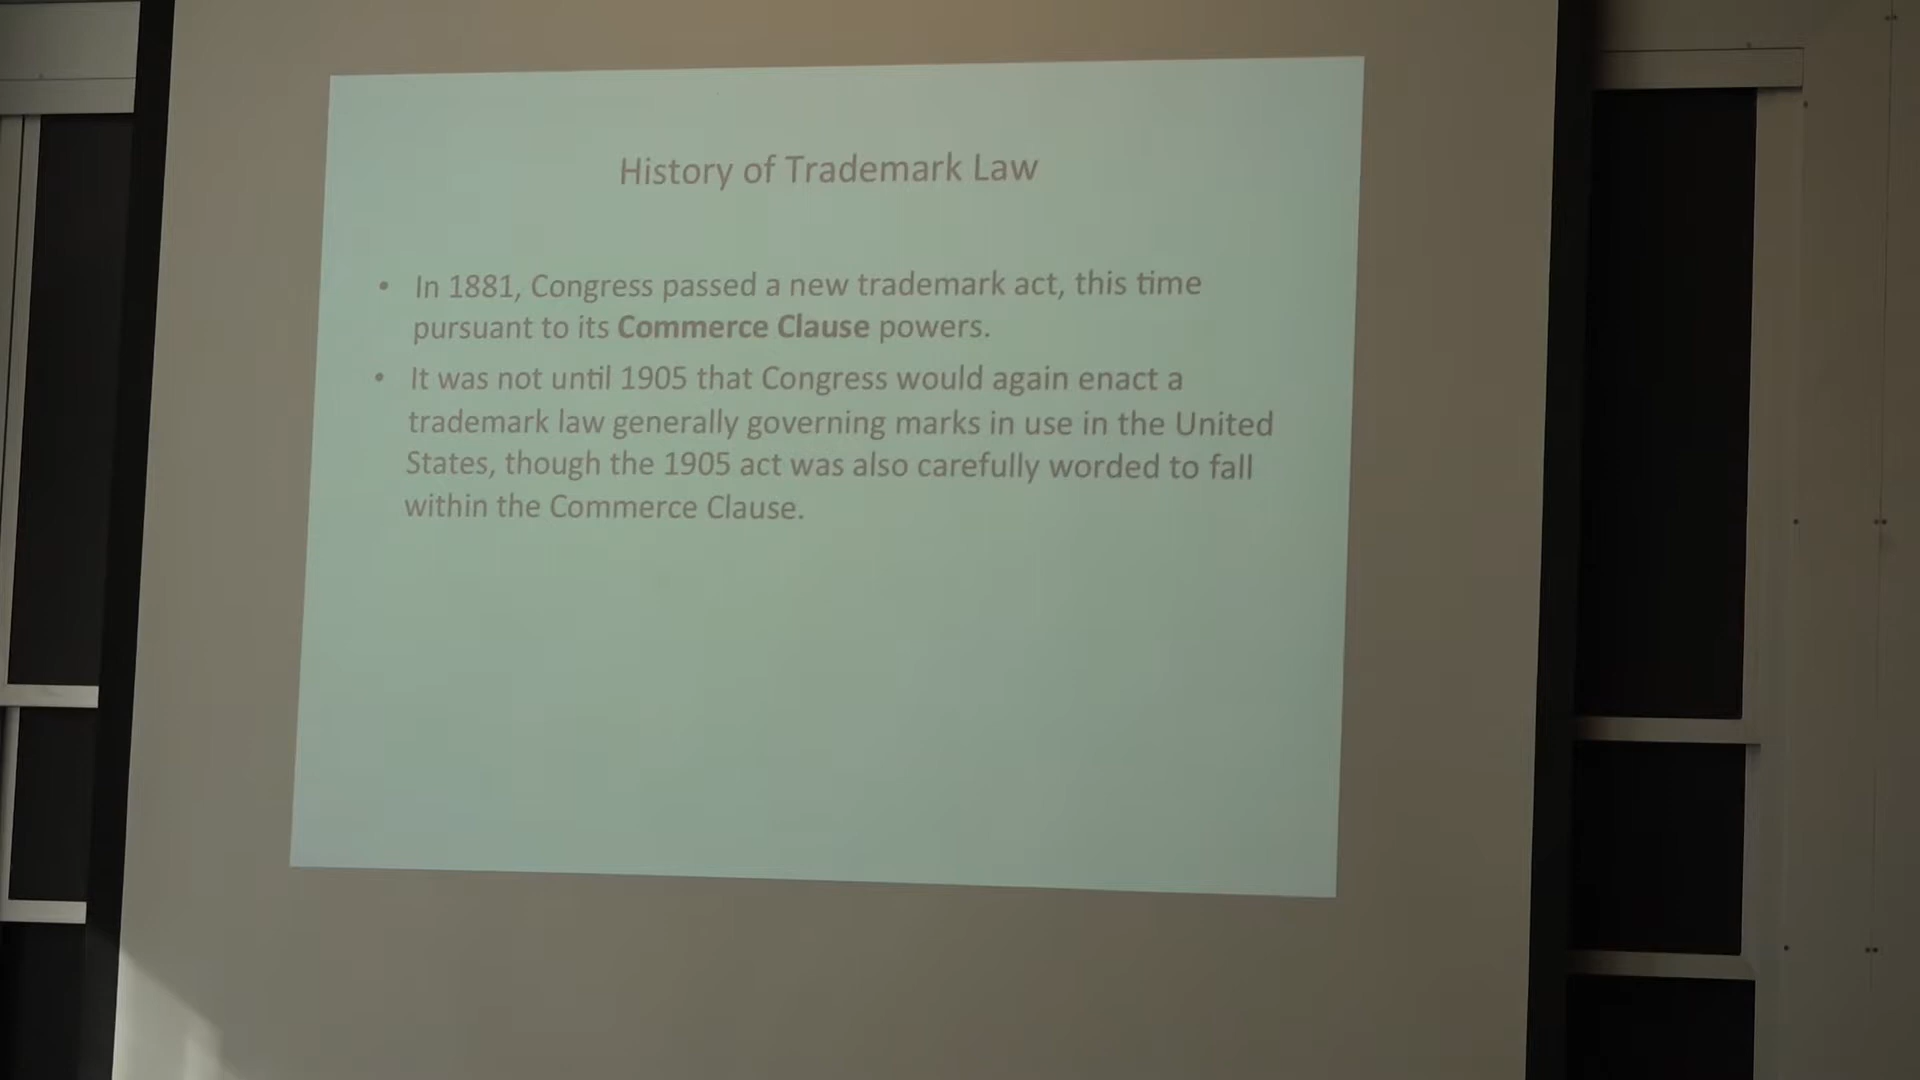 History of Trademark Law
• In 1881, Congress passed a new trademark act, this time
pursuant to its Commerce Clause powers.
• It was not until 1905 that Congress would again enact a
trademark law generally governing marks in use in the United
States, though the 1905 act was also carefully worded to fall
within the Commerce Clause.